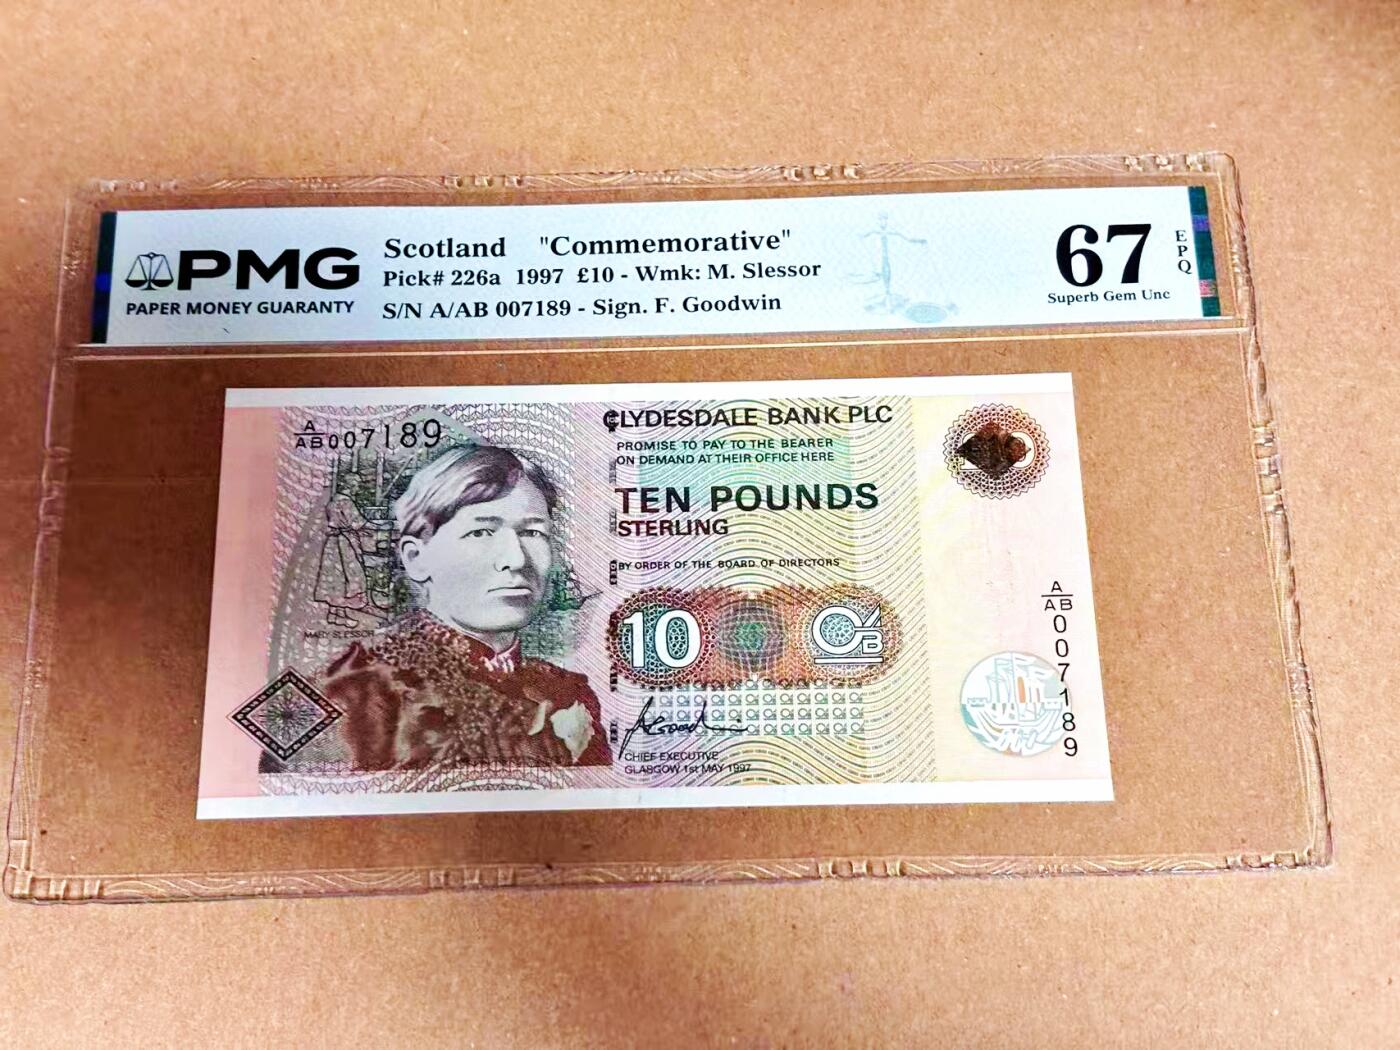 PMG
PAPER MONEY GUARANTY
Scotland "Commemorative"
Pick# 226a 1997 £10 - Wmk: M. Slessor
S/N A/AB 007189 - Sign. F. Goodwin
67
EPQ
Superb Gem Unc
A/AB 007189
CLYDESDALE BANK PLC
PROMISE TO PAY TO THE BEARER
ON DEMAND AT THEIR OFFICE HERE
TEN POUNDS
STERLING
BY ORDER OF THE BOARD OF DIRECTORS
MARY SLESSOR
10
CB
CHIEF EXECUTIVE
GLASGOW 1st MAY 1997
A/AB 007189